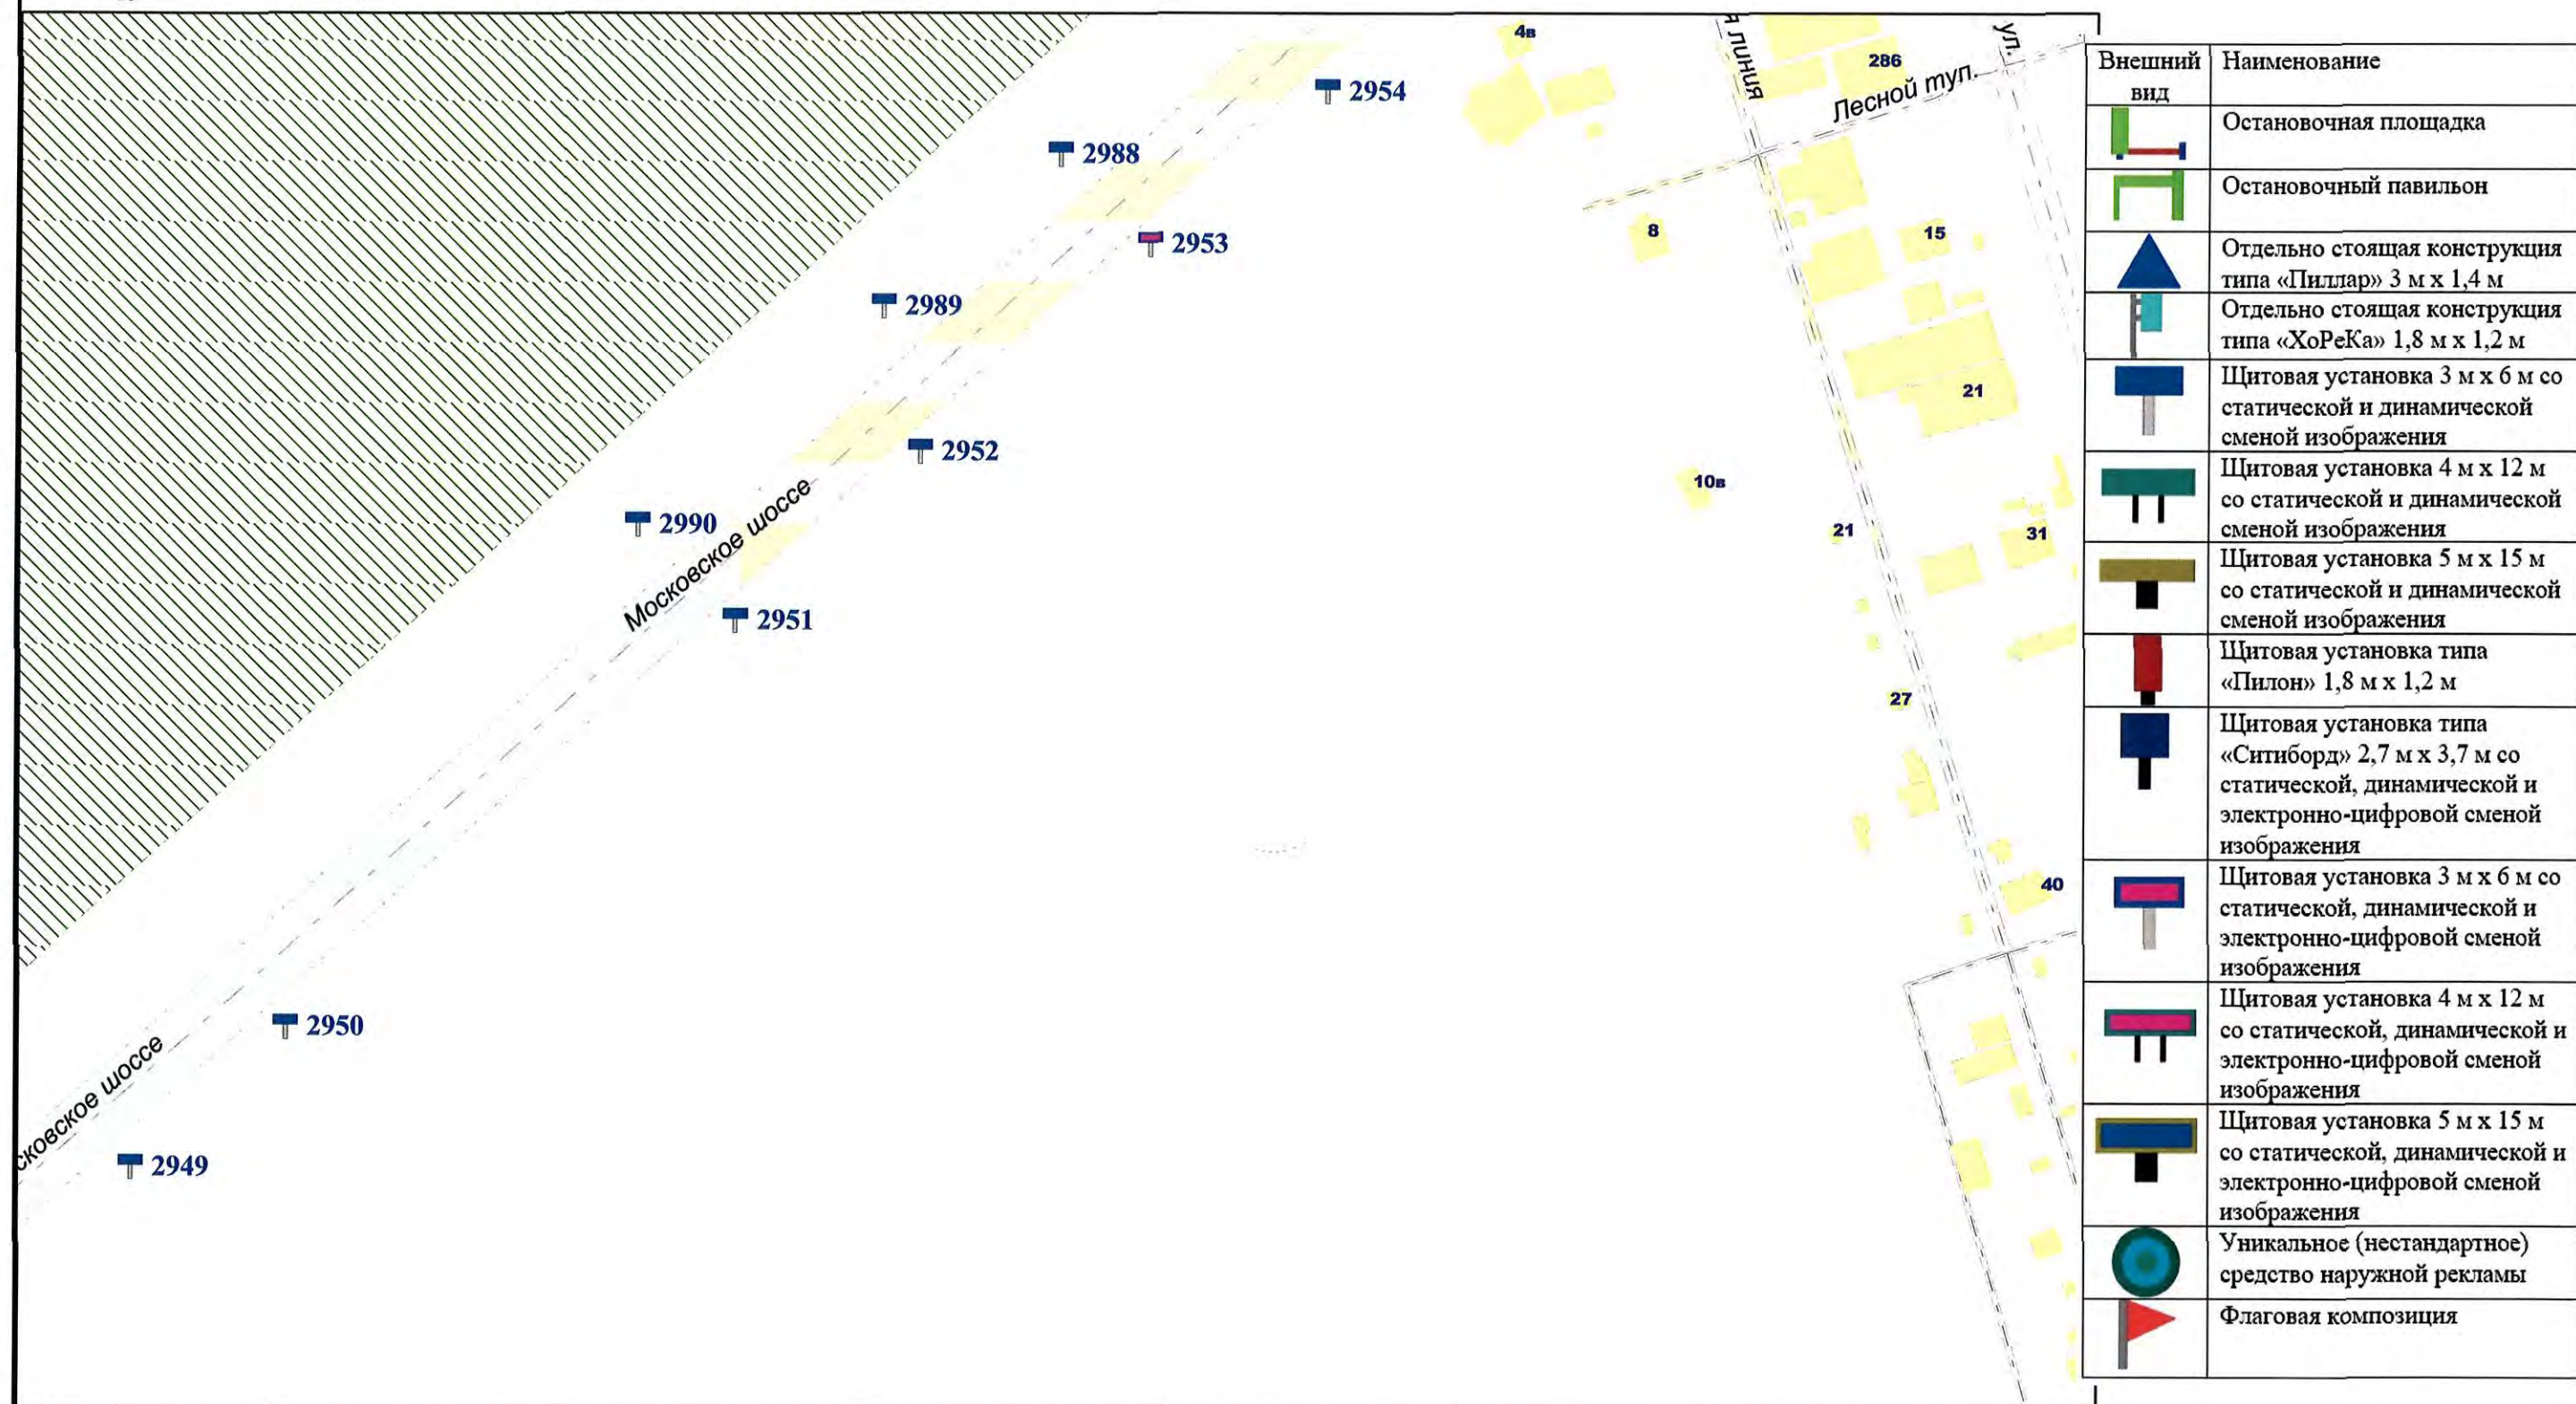 4в
я линия
286
ул.
Лесной туп.
2954
2988
2953
8
15
2989
21
2952
10в
2990
21
31
Московское шоссе
2951
27
40
2950
сковское шоссе
2949
Внешний вид
Наименование
Остановочная площадка
Остановочный павильон
Отдельно стоящая конструкция
типа «Пиллар» 3 м х 1,4 м
Отдельно стоящая конструкция
типа «ХоРеКа» 1,8 м х 1,2 м
Щитовая установка 3 м х 6 м со
статической и динамической
сменой изображения
Щитовая установка 4 м х 12 м
со статической и динамической
сменой изображения
Щитовая установка 5 м х 15 м
со статической и динамической
сменой изображения
Щитовая установка типа
«Пилон» 1,8 м х 1,2 м
Щитовая установка типа
«Ситиборд» 2,7 м х 3,7 м со
статической, динамической и
электронно-цифровой сменой
изображения
Щитовая установка 3 м х 6 м со
статической, динамической и
электронно-цифровой сменой
изображения
Щитовая установка 4 м х 12 м
со статической, динамической и
электронно-цифровой сменой
изображения
Щитовая установка 5 м х 15 м
со статической, динамической и
электронно-цифровой сменой
изображения
Уникальное (нестандартное)
средство наружной рекламы
Флаговая композиция